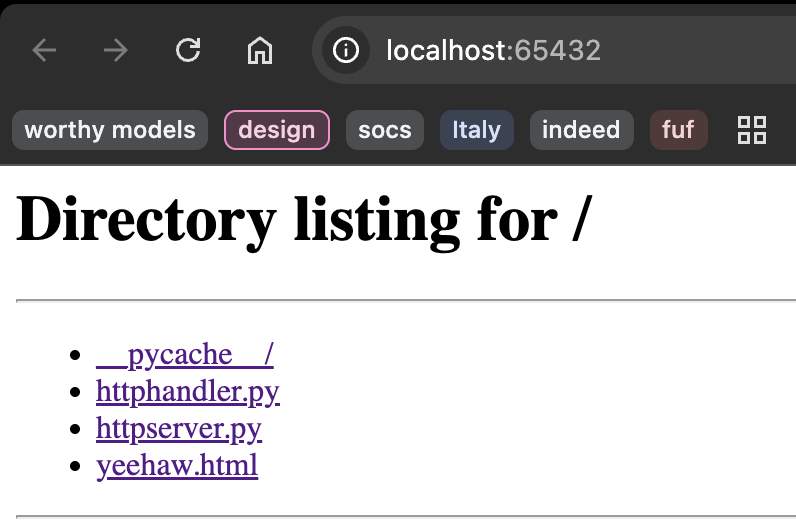 localhost:65432
worthy models design socs Italy indeed fuf
Directory listing for /
__pycache__/
httphandler.py
httpserver.py
yeehaw.html